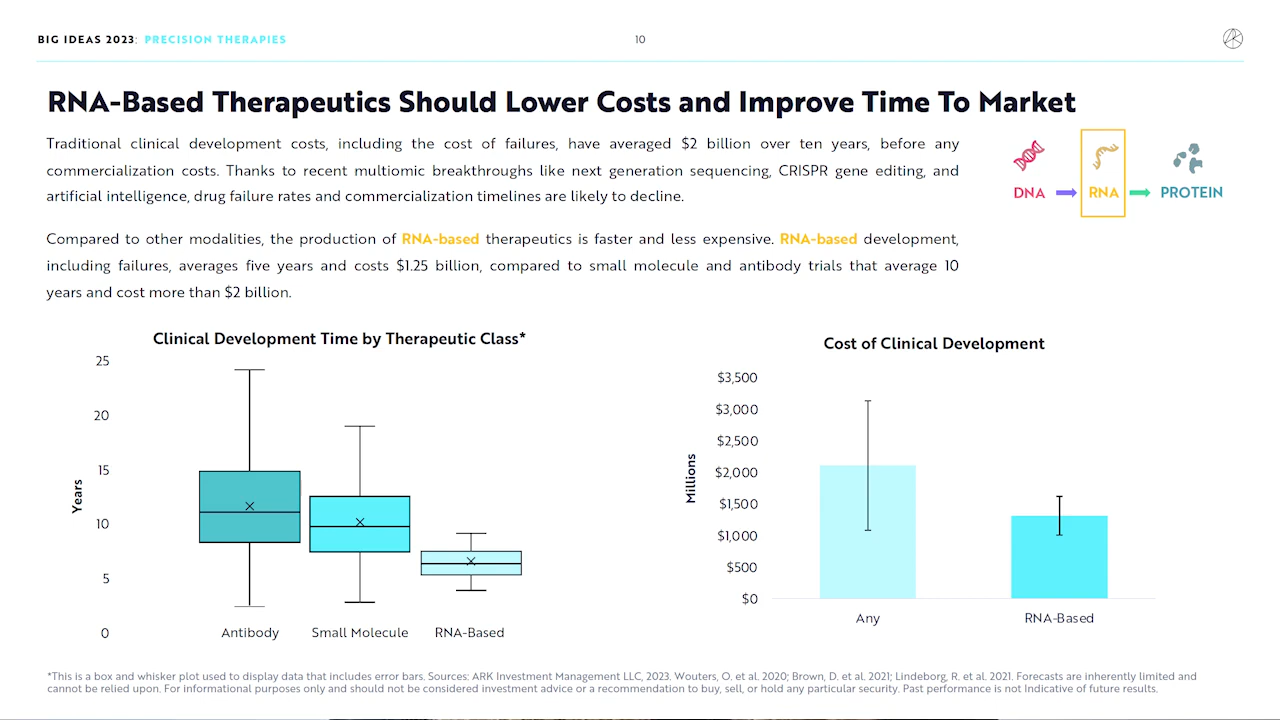 BIG IDEAS 2023: PRECISION THERAPIES
10
RNA-Based Therapeutics Should Lower Costs and Improve Time To Market
Traditional clinical development costs, including the cost of failures, have averaged $2 billion over ten years, before any
commercialization costs. Thanks to recent multiomic breakthroughs like next generation sequencing, CRISPR gene editing, and
artificial intelligence, drug failure rates and commercialization timelines are likely to decline.
DNA
RNA
PROTEIN
Compared to other modalities, the production of RNA-based therapeutics is faster and less expensive. RNA-based development,
including failures, averages five years and costs $1.25 billion, compared to small molecule and antibody trials that average 10
years and cost more than $2 billion.
Clinical Development Time by Therapeutic Class*
25
20
15
10
5
0
Years
Antibody
Small Molecule
RNA-Based
Cost of Clinical Development
$3,500
$3,000
$2,500
$2,000
$1,500
$1,000
$500
$0
Millions
Any
RNA-Based
*This is a box and whisker plot used to display data that includes error bars. Sources: ARK Investment Management LLC, 2023. Wouters, O. et al. 2020; Brown, D. et al. 2021; Lindeborg, R. et al. 2021. Forecasts are inherently limited and
cannot be relied upon. For informational purposes only and should not be considered investment advice or a recommendation to buy, sell, or hold any particular security. Past performance is not Indicative of future results.